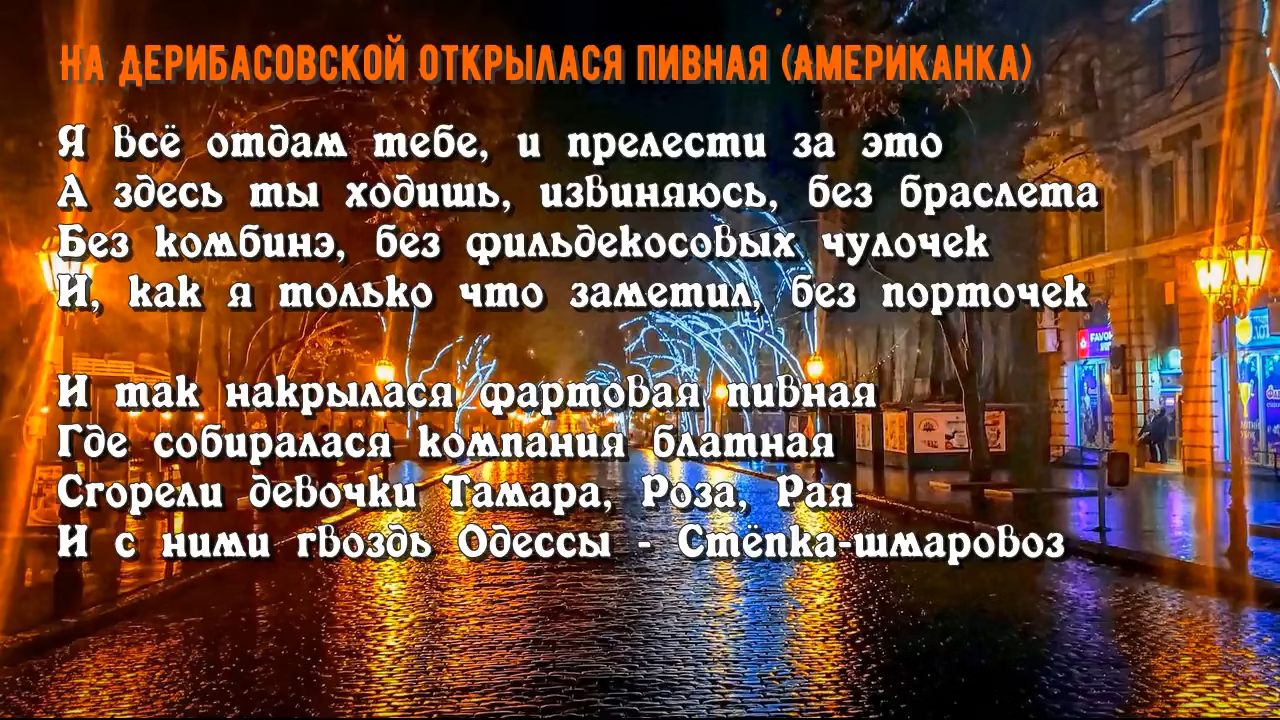 На Дерибасовской открылася пивная (американка)
Я всё отдам тебе, и прелести за это
А здесь ты ходишь, извиняюсь, без браслета
Без комбинэ, без фильдекосовых чулочек
И, как я только что заметил, без порточек
И так накрылася фартовая пивная
Где собиралася компания блатная
Сгорели девочки Тамара, Роза, Рая
И с ними гвоздь Одессы - Стёпка-шмаровоз